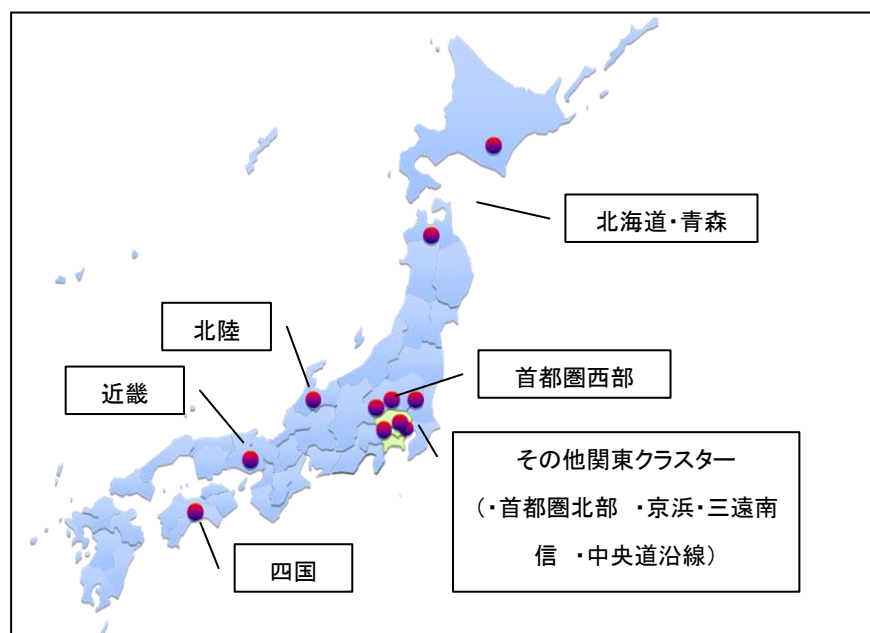 北海道・青森
北陸
首都圏西部
近畿
その他関東クラスター
（・首都圏北部 ・京浜・三遠南
信 ・中央道沿線）
四国